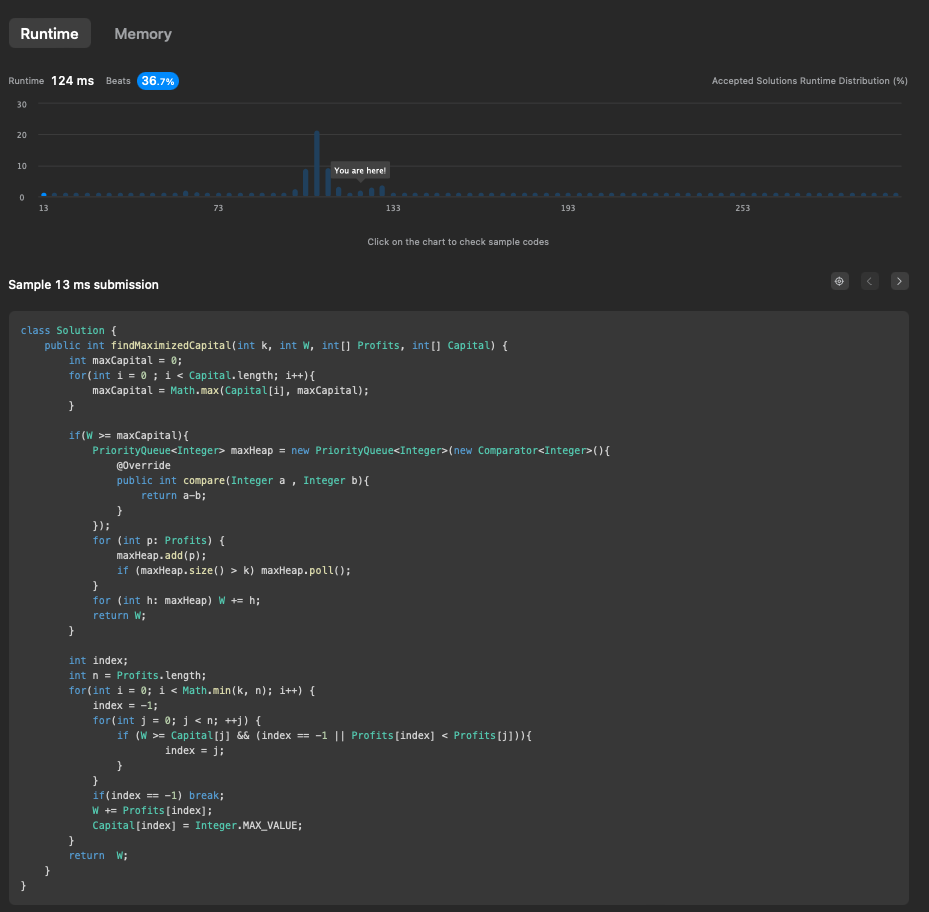 Runtime Memory
Runtime 124 ms Beats 36.7% Accepted Solutions Runtime Distribution (%)
30
20
10
0
You are here!
13 73 133 193 253
Click on the chart to check sample codes
Sample 13 ms submission
class Solution {
    public int findMaximizedCapital(int k, int W, int[] Profits, int[] Capital) {
        int maxCapital = 0;
        for(int i = 0 ; i < Capital.length; i++){
            maxCapital = Math.max(Capital[i], maxCapital);
        }

        if(W >= maxCapital){
            PriorityQueue<Integer> maxHeap = new PriorityQueue<Integer>(new Comparator<Integer>(){
                @Override
                public int compare(Integer a , Integer b){
                    return a-b;
                }
            });
            for (int p: Profits) {
                maxHeap.add(p);
                if (maxHeap.size() > k) maxHeap.poll();
            }
            for (int h: maxHeap) W += h;
            return W;
        }

        int index;
        int n = Profits.length;
        for(int i = 0; i < Math.min(k, n); i++) {
            index = -1;
            for(int j = 0; j < n; ++j) {
                if (W >= Capital[j] && (index == -1 || Profits[index] < Profits[j])){
                        index = j;
                }
            }
            if(index == -1) break;
            W += Profits[index];
            Capital[index] = Integer.MAX_VALUE;
        }
        return  W;
    }
}